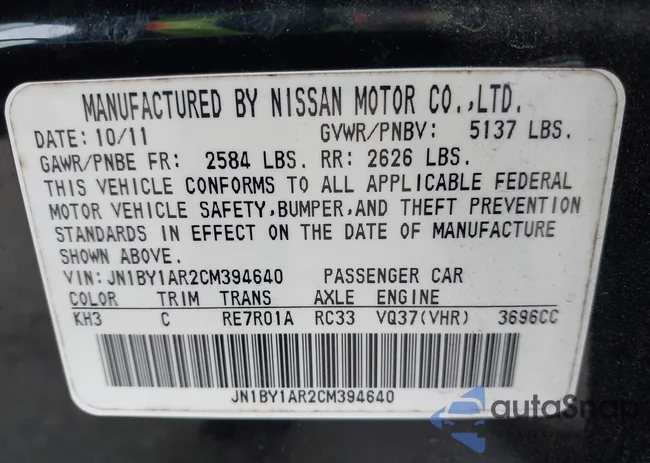 MANUFACTURED BY NISSAN MOTOR CO.,LTD.
DATE: 10/11 GVWR/PNBV: 5137 LBS.
GAWR/PNBE FR: 2584 LBS. RR: 2626 LBS.
THIS VEHICLE CONFORMS TO ALL APPLICABLE FEDERAL
MOTOR VEHICLE SAFETY,BUMPER,AND THEFT PREVENTION
STANDARDS IN EFFECT ON THE DATE OF MANUFACTURE
SHOWN ABOVE.
VIN: JN1BY1AR2CM394640 PASSENGER CAR
COLOR TRIM TRANS AXLE ENGINE
KH3 C RE7R01A RC33 VQ37(VHR) 3696CC
JN1BY1AR2CM394640
autoSnap